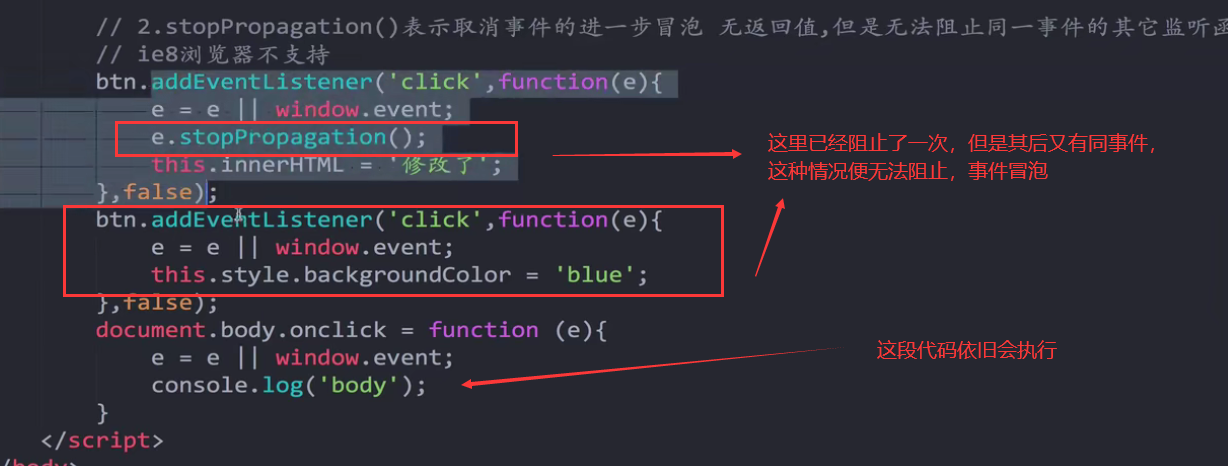 // 2.stopPropagation()表示取消事件的进一步冒泡 无返回值,但是无法阻止同一事件的其它监听函
// ie8浏览器不支持
btn.addEventListener('click',function(e){
e = e || window.event;
e.stopPropagation();
this.innerHTML = '修改了';
},false);
btn.addEventListener('click',function(e){
e = e || window.event;
this.style.backgroundColor = 'blue';
},false);
document.body.onclick = function (e){
e = e || window.event;
console.log('body');
}
</script>
/body>
这里已经阻止了一次，但是其后又有同事件，
这种情况便无法阻止，事件冒泡
这段代码依旧会执行